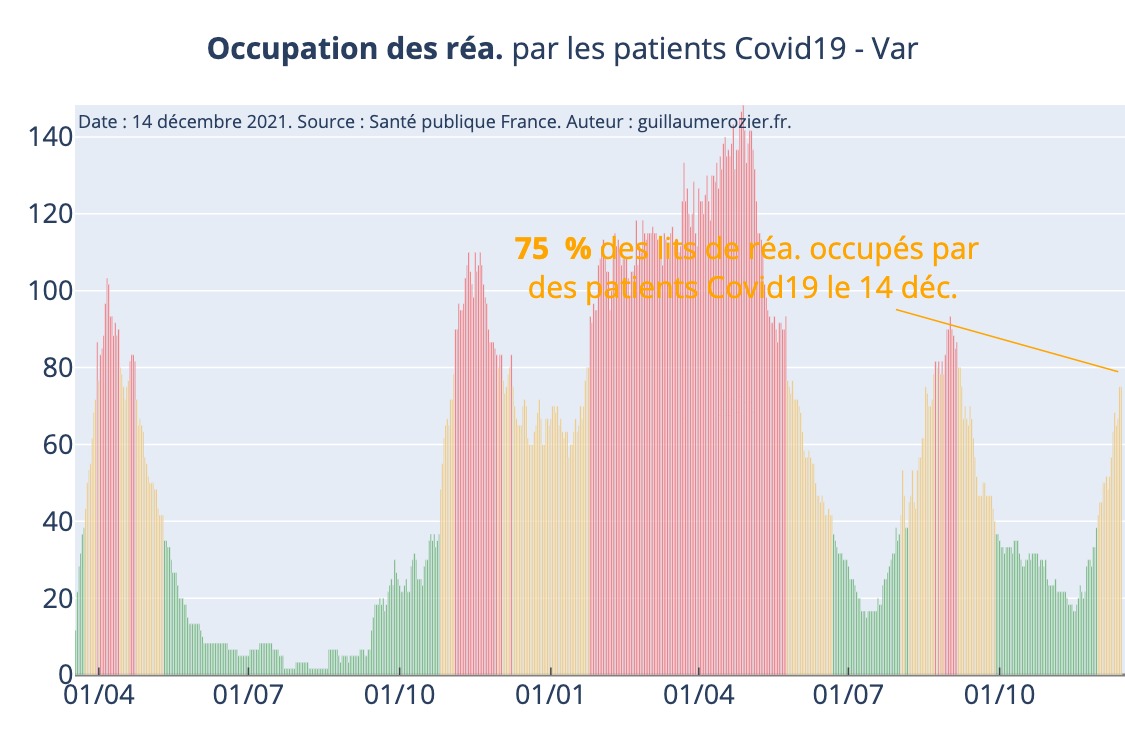 Occupation des réa. par les patients Covid19 - Var
Date : 14 décembre 2021. Source : Santé publique France. Auteur : guillaumerozier.fr.
140
120
75 % des lits de réa. occupés par
des patients Covid19 le 14 déc.
100
80
60
40
20
0
01/04 01/07 01/10 01/01 01/04 01/07 01/10